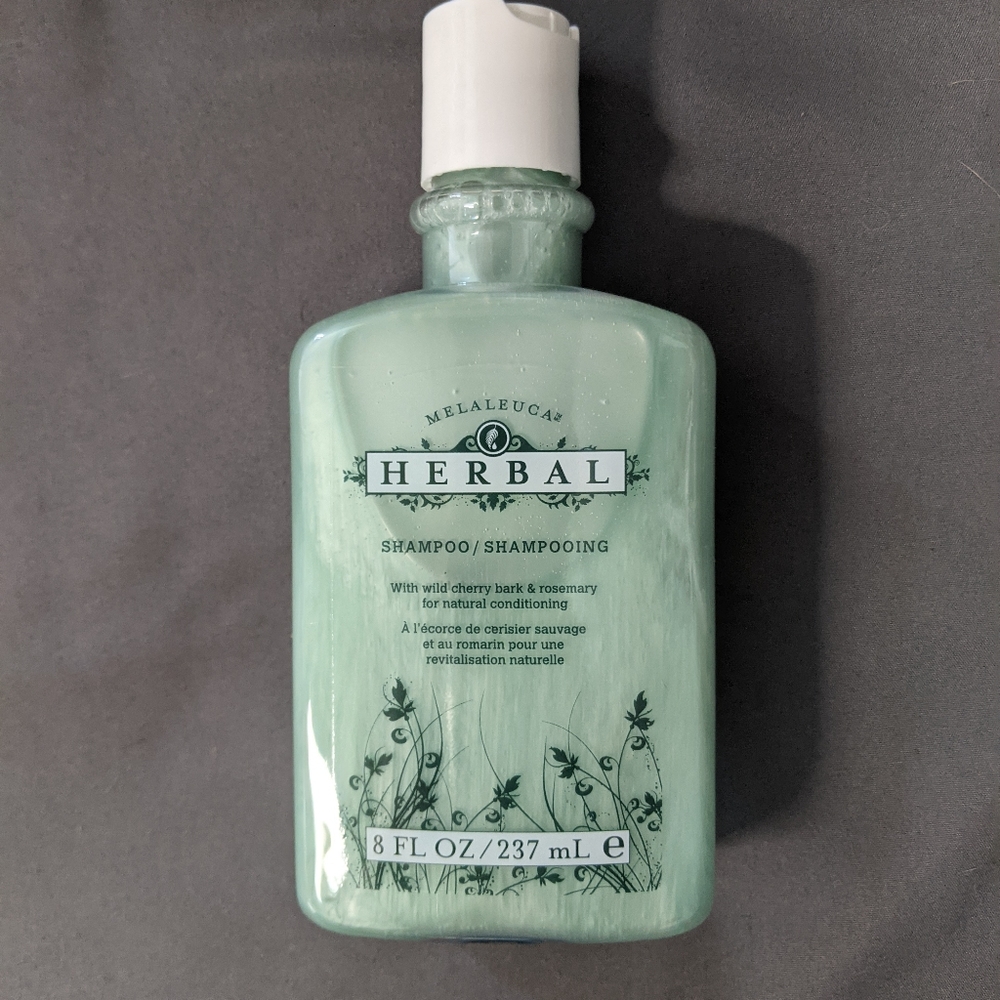 MELALEUCA™
HERBAL
SHAMPOO/SHAMPOOING
With wild cherry bark & rosemary
for natural conditioning
À l'écorce de cerisier sauvage
et au romarin pour une
revitalisation naturelle
8 FL OZ/237 mL ℮